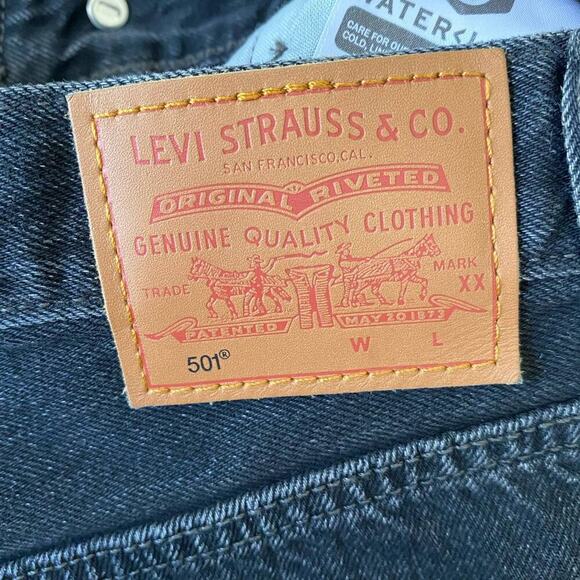 WATER<L
CARE FOR OUR
COLD, LIN
LEVI STRAUSS & CO.
SAN FRANCISCO, CAL.
ORIGINAL RIVETED
GENUINE QUALITY CLOTHING
TRADE MARK
XX
PATENTED MAY 20 1873
501® W L